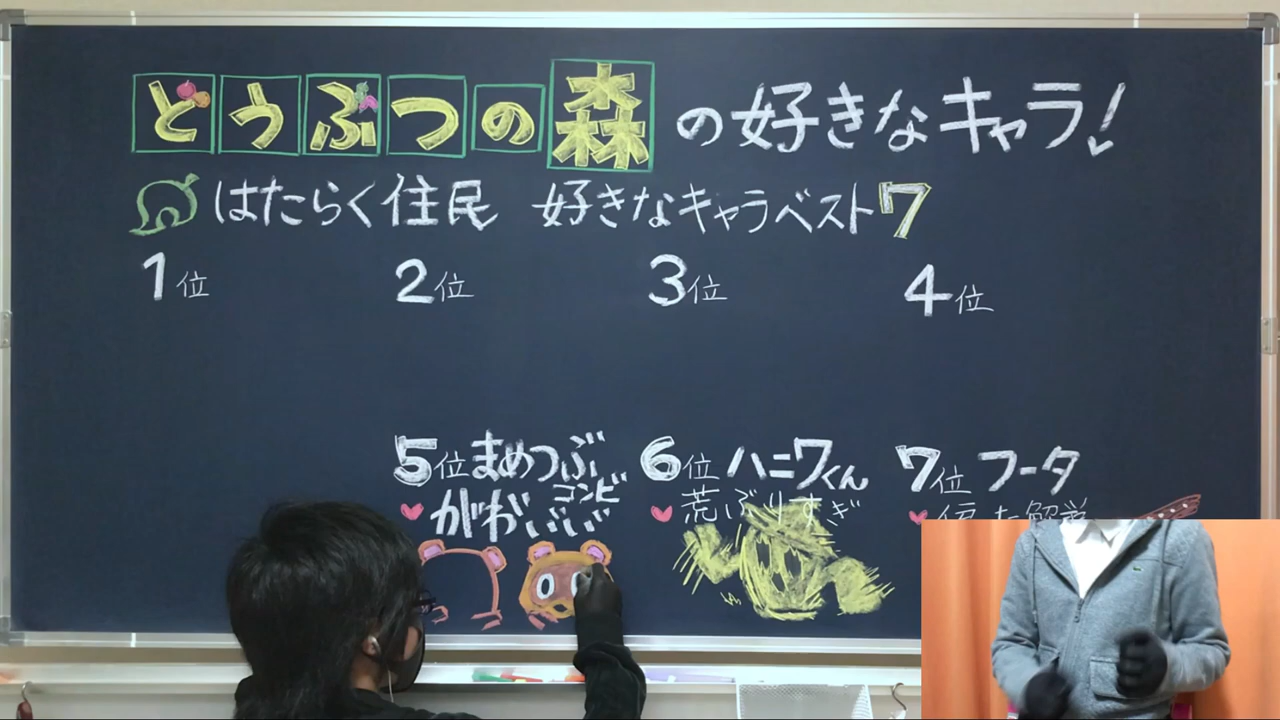 どうぶつの森の好きなキャラ!
はたらく住民 好きなキャラベスト7
1位 2位 3位 4位
5位 まめつぶコンビ
がわいいい
6位 ハニワくん
荒ぶりすぎ
7位 フータ